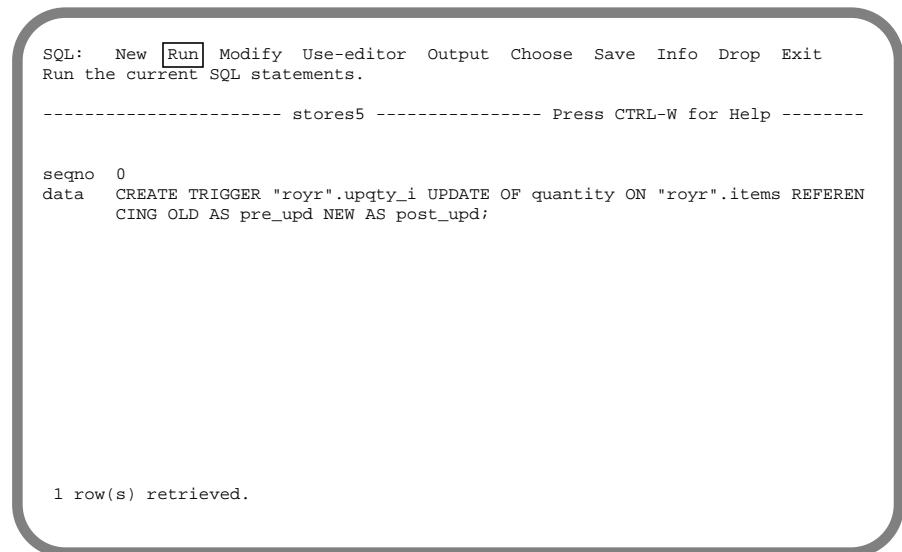 SQL: New Run Modify Use-editor Output Choose Save Info Drop Exit
Run the current SQL statements.
----------------------- stores5 ---------------- Press CTRL-W for Help --------
seqno 0
data CREATE TRIGGER "royr".upqty_i UPDATE OF quantity ON "royr".items REFEREN
CING OLD AS pre_upd NEW AS post_upd;
1 row(s) retrieved.